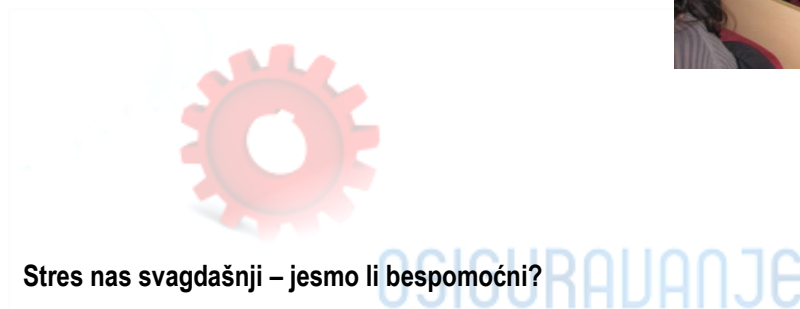 Stres nas svagdašnji – jesmo li bespomoćni?
OSIGURAVANJE